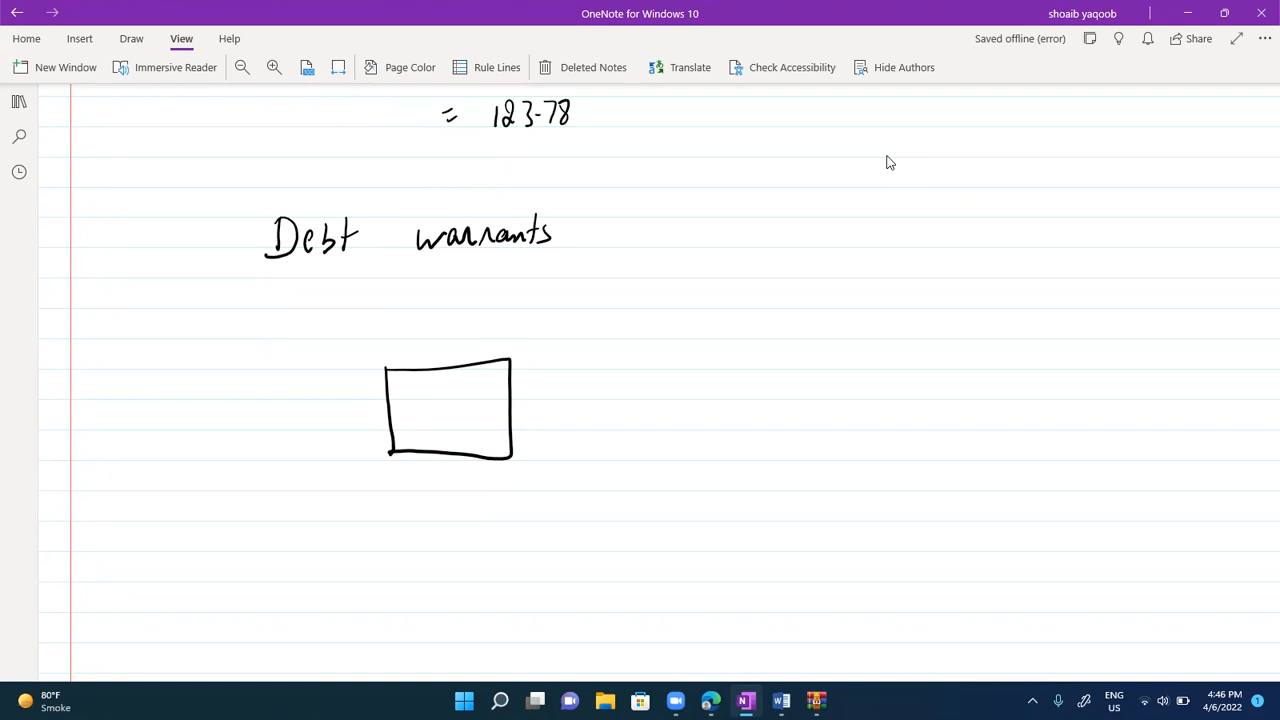 OneNote for Windows 10
shoaib yaqoob
Home Insert Draw View Help
Saved offline (error)
Share
New Window
Immersive Reader
Page Color
Rule Lines
Deleted Notes
Translate
Check Accessibility
Hide Authors
= 123.78
Debt warrants
80°F
Smoke
ENG
US
4:46 PM
4/6/2022
1